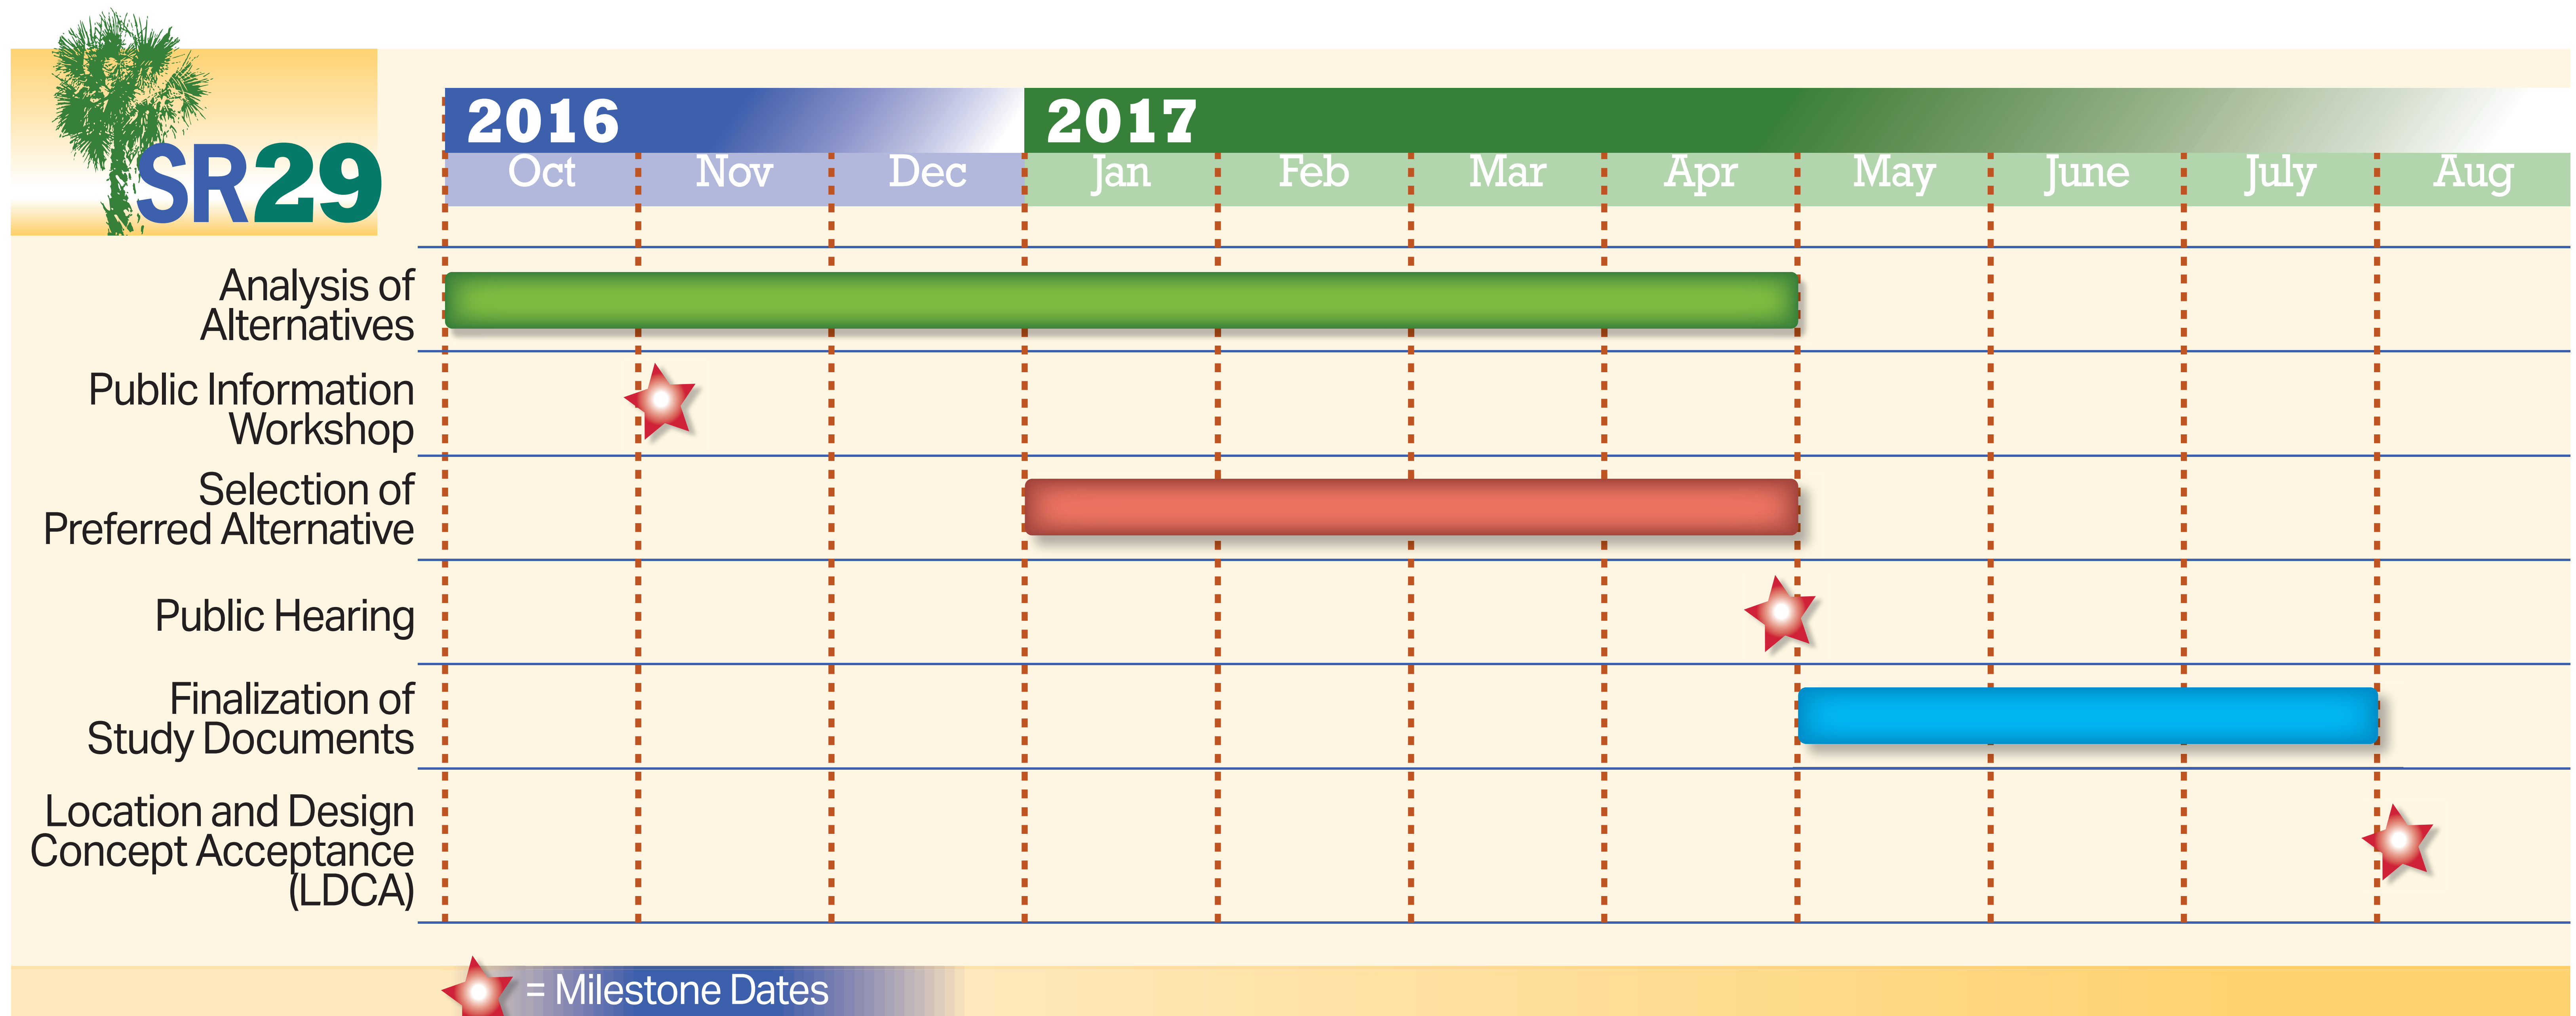 SR29
2016 2017
Oct Nov Dec Jan Feb Mar Apr May June July Aug
Analysis of
Alternatives
Public Information
Workshop
Selection of
Preferred Alternative
Public Hearing
Finalization of
Study Documents
Location and Design
Concept Acceptance
(LDCA)
= Milestone Dates